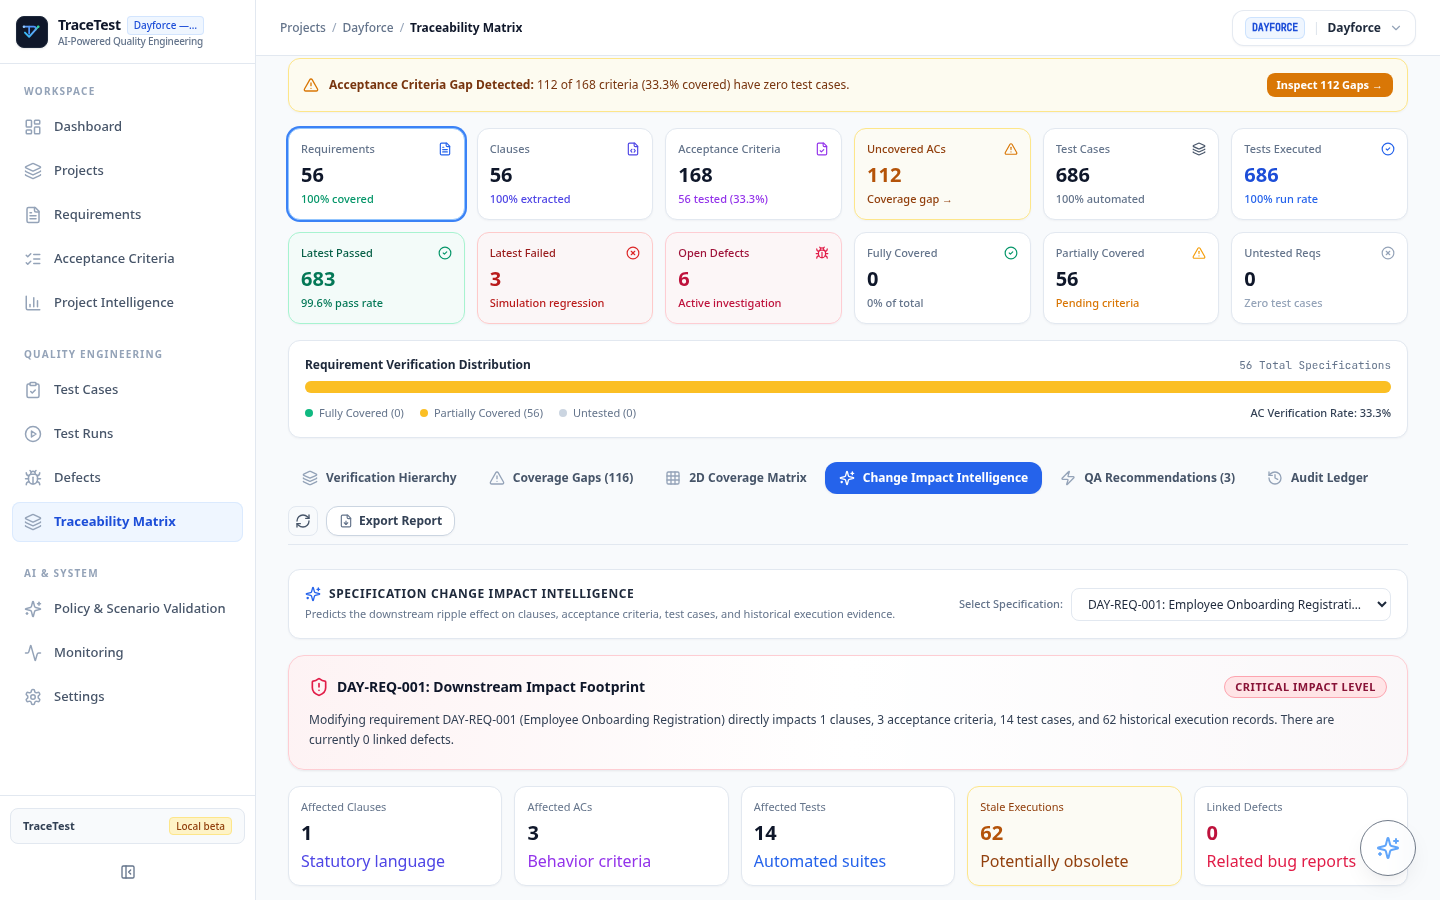 TraceTest Dayforce —...
AI-Powered Quality Engineering
WORKSPACE
Dashboard
Projects
Requirements
Acceptance Criteria
Project Intelligence
QUALITY ENGINEERING
Test Cases
Test Runs
Defects
Traceability Matrix
AI & SYSTEM
Policy & Scenario Validation
Monitoring
Settings
TraceTest Local beta
Projects / Dayforce / Traceability Matrix
DAYFORCE Dayforce
Acceptance Criteria Gap Detected: 112 of 168 criteria (33.3% covered) have zero test cases.
Inspect 112 Gaps →
Requirements
56
100% covered
Clauses
56
100% extracted
Acceptance Criteria
168
56 tested (33.3%)
Uncovered ACs
112
Coverage gap →
Test Cases
686
100% automated
Tests Executed
686
100% run rate
Latest Passed
683
99.6% pass rate
Latest Failed
3
Simulation regression
Open Defects
6
Active investigation
Fully Covered
0
0% of total
Partially Covered
56
Pending criteria
Untested Reqs
0
Zero test cases
Requirement Verification Distribution
56 Total Specifications
Fully Covered (0) Partially Covered (56) Untested (0)
AC Verification Rate: 33.3%
Verification Hierarchy
Coverage Gaps (116)
2D Coverage Matrix
Change Impact Intelligence
QA Recommendations (3)
Audit Ledger
Export Report
SPECIFICATION CHANGE IMPACT INTELLIGENCE
Predicts the downstream ripple effect on clauses, acceptance criteria, test cases, and historical execution evidence.
Select Specification: DAY-REQ-001: Employee Onboarding Registrati...
DAY-REQ-001: Downstream Impact Footprint
CRITICAL IMPACT LEVEL
Modifying requirement DAY-REQ-001 (Employee Onboarding Registration) directly impacts 1 clauses, 3 acceptance criteria, 14 test cases, and 62 historical execution records. There are
currently 0 linked defects.
Affected Clauses
1
Statutory language
Affected ACs
3
Behavior criteria
Affected Tests
14
Automated suites
Stale Executions
62
Potentially obsolete
Linked Defects
0
Related bug reports